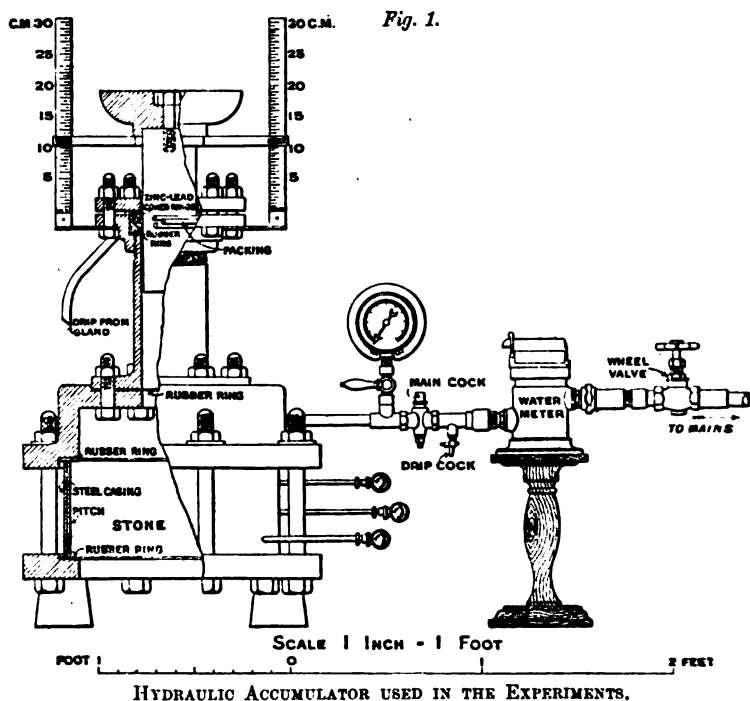 Fig. 1.
C.M. 30
25
20
15
10
5
30 C.M.
25
20
15
10
5
ZINC-LEAD
RUBBER
RING
PACKING
DRIP FROM
GLAND
RUBBER RING
MAIN COCK
WHEEL
VALVE
WATER
METER
TO MAINS
DRIP COCK
RUBBER RING
STEEL CASING
PITCH
STONE
RUBBER RING
SCALE 1 INCH - 1 FOOT
FOOT 1 0 1 2 FEET
HYDRAULIC ACCUMULATOR USED IN THE EXPERIMENTS.